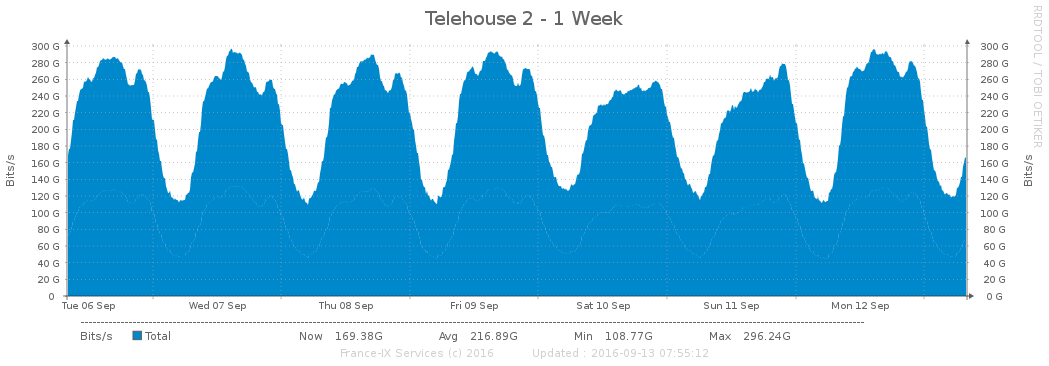 Telehouse 2 - 1 Week
RRDTOOL / TOBI OETIKER
Bits/s
300 G
280 G
260 G
240 G
220 G
200 G
180 G
160 G
140 G
120 G
100 G
80 G
60 G
40 G
20 G
0
300 G
280 G
260 G
240 G
220 G
200 G
180 G
160 G
140 G
120 G
100 G
80 G
60 G
40 G
20 G
0 G
Bits/s
Tue 06 Sep Wed 07 Sep Thu 08 Sep Fri 09 Sep Sat 10 Sep Sun 11 Sep Mon 12 Sep
Bits/s Total Now 169.38G Avg 216.89G Min 108.77G Max 296.24G
France-IX Services (c) 2016 Updated : 2016-09-13 07:55:12